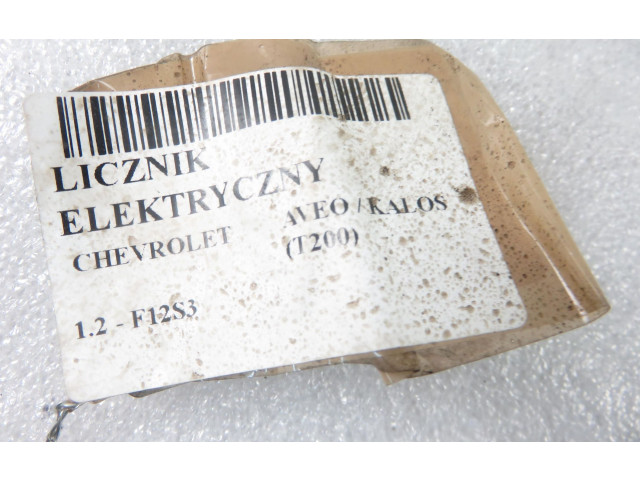 LICZNIK
ELEKTRYCZNY
CHEVROLET AVEO / KALOS
(T200)
1.2 - F12S3